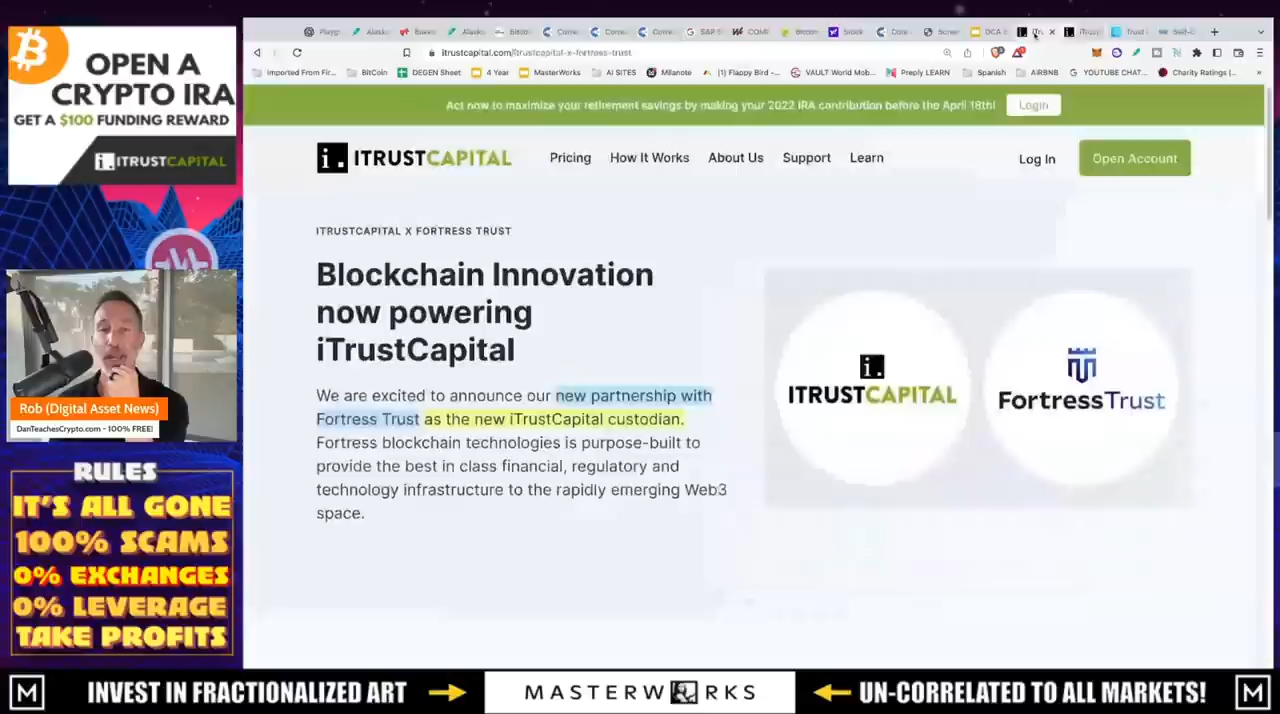 OPEN A
CRYPTO IRA
GET A $100 FUNDING REWARD
i. ITRUSTCAPITAL
Rob (Digital Asset News)
DanTeachesCrypto.com - 100% FREE!
RULES
IT'S ALL GONE
100% SCAMS
0% EXCHANGES
0% LEVERAGE
TAKE PROFITS
itrustcapital.com/itrustcapital-x-fortress-trust
Imported From Fir... BitCoin DEGEN Sheet 4 Year MasterWorks AI SITES Milanote (1) Flappy Bird -... VAULT World Mob... Preply LEARN Spanish AIRBNB YOUTUBE CHAT... Charity Ratings (... »
Act now to maximize your retirement savings by making your 2022 IRA contribution before the April 18th! Login
i. ITRUSTCAPITAL Pricing How It Works About Us Support Learn Log In Open Account
ITRUSTCAPITAL X FORTRESS TRUST
Blockchain Innovation
now powering
iTrustCapital
We are excited to announce our new partnership with
Fortress Trust as the new iTrustCapital custodian.
Fortress blockchain technologies is purpose-built to
provide the best in class financial, regulatory and
technology infrastructure to the rapidly emerging Web3
space.
i.
ITRUSTCAPITAL
FortressTrust
M INVEST IN FRACTIONALIZED ART MASTERWORKS UN-CORRELATED TO ALL MARKETS! M